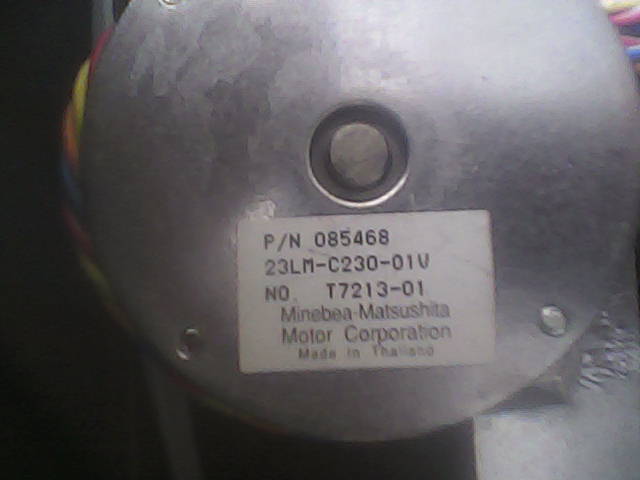 P/N 085468
23LM-C230-01V
NO. T7213-01
Minebea-Matsushita
Motor Corporation
Made in Thailand